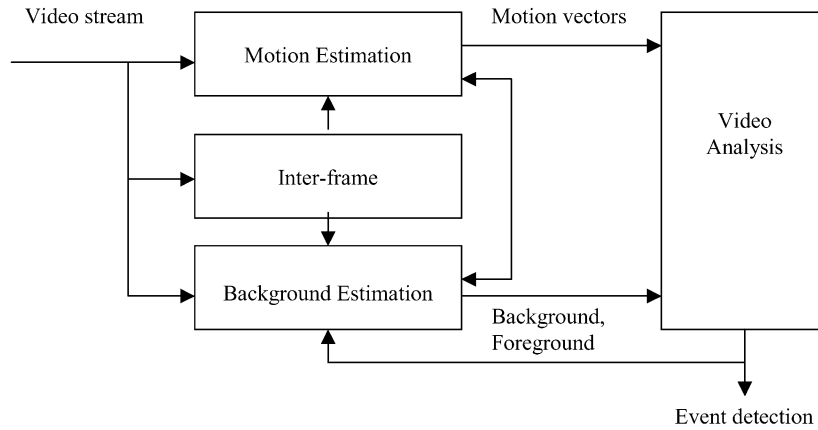 Video stream
Motion vectors
Motion Estimation
Video
Analysis
Inter-frame
Background Estimation
Background,
Foreground
Event detection